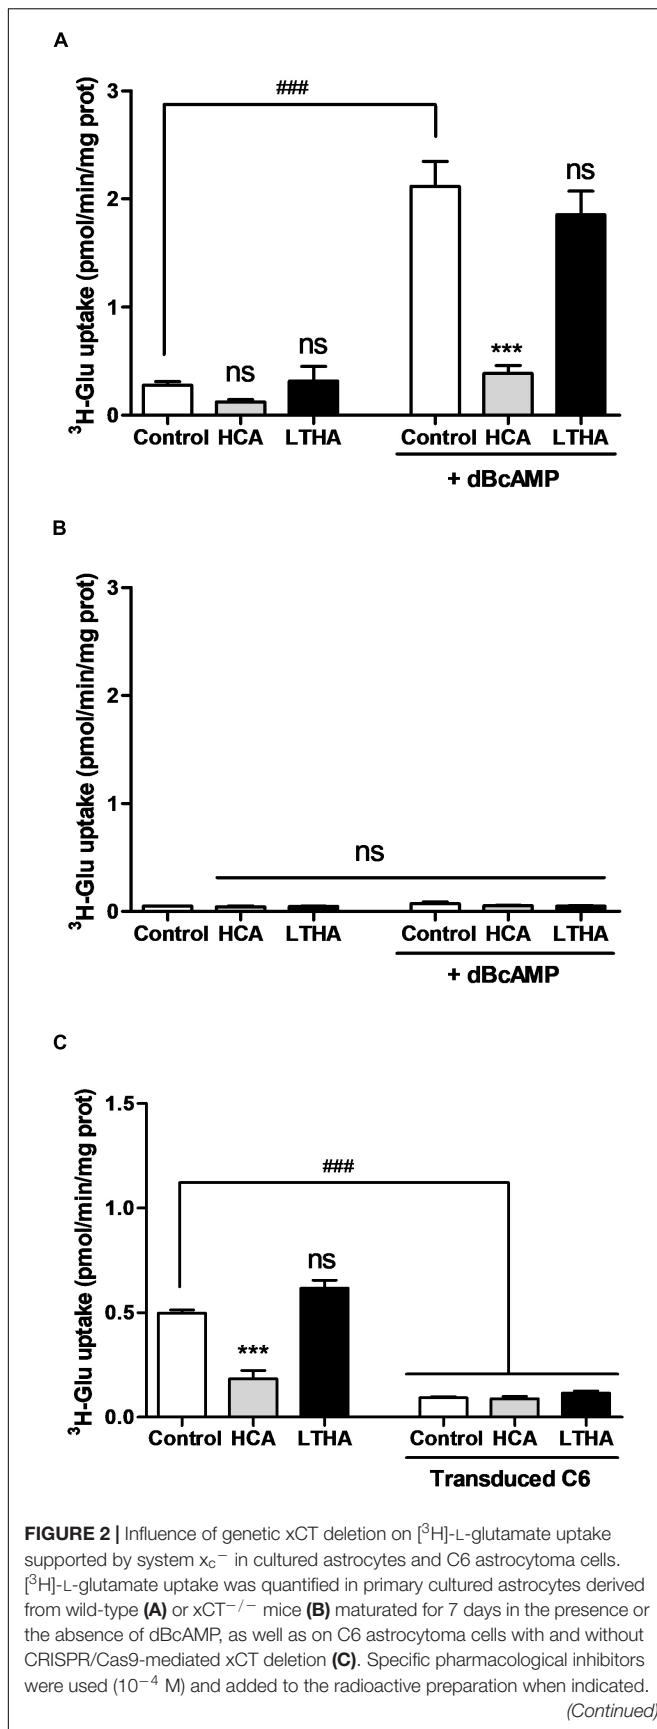 A
###
3
ns
2
³H-Glu uptake (pmol/min/mg prot)
1
***
ns
ns
0
Control HCA LTHA Control HCA LTHA
+ dBcAMP
B
3
2
³H-Glu uptake (pmol/min/mg prot)
1
ns
0
Control HCA LTHA Control HCA LTHA
+ dBcAMP
C
1.5
###
1.0
³H-Glu uptake (pmol/min/mg prot)
ns
0.5
***
0.0
Control HCA LTHA Control HCA LTHA
Transduced C6
FIGURE 2 | Influence of genetic xCT deletion on [³H]-L-glutamate uptake
supported by system xc⁻ in cultured astrocytes and C6 astrocytoma cells.
[³H]-L-glutamate uptake was quantified in primary cultured astrocytes derived
from wild-type (A) or xCT⁻/⁻ mice (B) maturated for 7 days in the presence or
the absence of dBcAMP, as well as on C6 astrocytoma cells with and without
CRISPR/Cas9-mediated xCT deletion (C). Specific pharmacological inhibitors
were used (10⁻⁴ M) and added to the radioactive preparation when indicated.
(Continued)